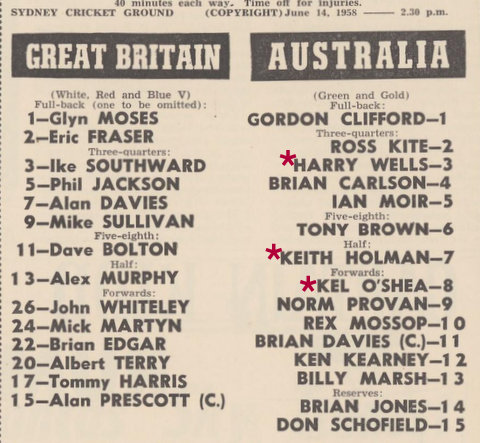 40 minutes each way. Time off for injuries.
SYDNEY CRICKET GROUND (COPYRIGHT) June 14, 1958 —— 2.30 p.m.
GREAT BRITAIN
(White, Red and Blue V)
Full-back (one to be omitted):
1—Glyn MOSES
2—Eric FRASER
Three-quarters:
3—Ike SOUTHWARD
5—Phil JACKSON
7—Alan DAVIES
9—Mike SULLIVAN
Five-eighth:
11—Dave BOLTON
Half:
13—Alex MURPHY
Forwards:
26—John WHITELEY
24—Mick MARTYN
22—Brian EDGAR
20—Albert TERRY
17—Tommy HARRIS
15—Alan PRESCOTT (C.)
AUSTRALIA
(Green and Gold)
Full-back:
GORDON CLIFFORD—1
Three-quarters:
ROSS KITE—2
*HARRY WELLS—3
BRIAN CARLSON—4
IAN MOIR—5
Five-eighth:
TONY BROWN—6
Half:
*KEITH HOLMAN—7
Forwards:
*KEL O'SHEA—8
NORM PROVAN—9
REX MOSSOP—10
BRIAN DAVIES (C.)—11
KEN KEARNEY—12
BILLY MARSH—13
Reserves:
BRIAN JONES—14
DON SCHOFIELD—15